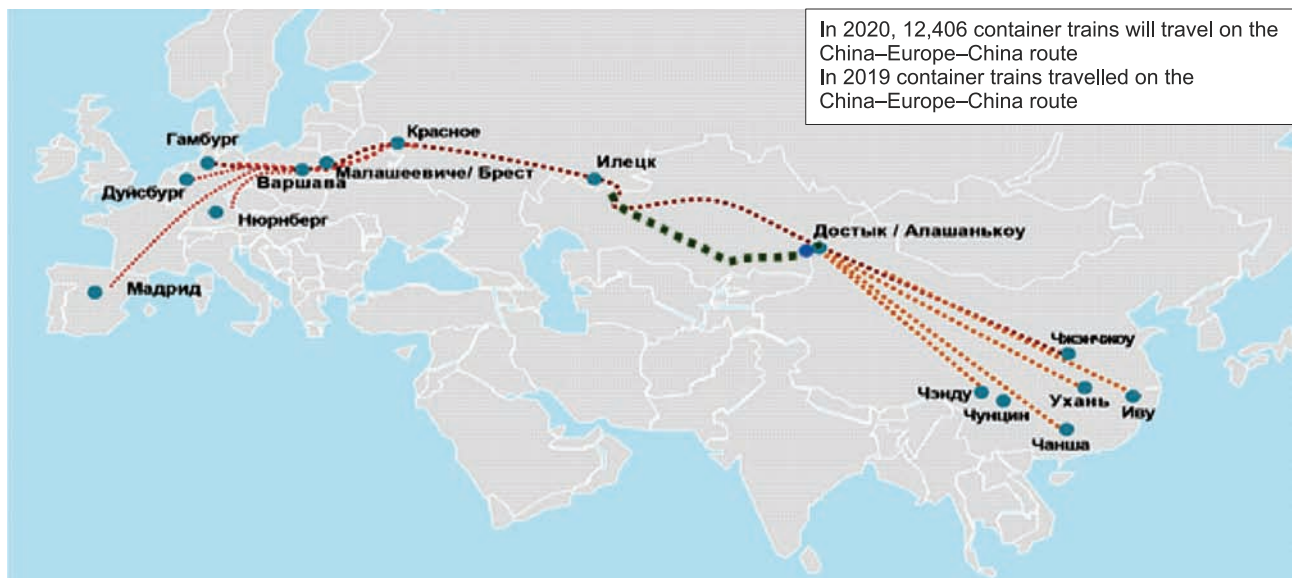 In 2020, 12,406 container trains will travel on the
China–Europe–China route
In 2019 container trains travelled on the
China–Europe–China route
Красное
Гамбург
Илецк
Малашеевиче/ Брест
Варшава
Дуйсбург
Нюрнберг
Достык / Алашанькоу
Мадрид
Чжэнчжоу
Чэнду
Ухань
Иву
Чунцин
Чанша